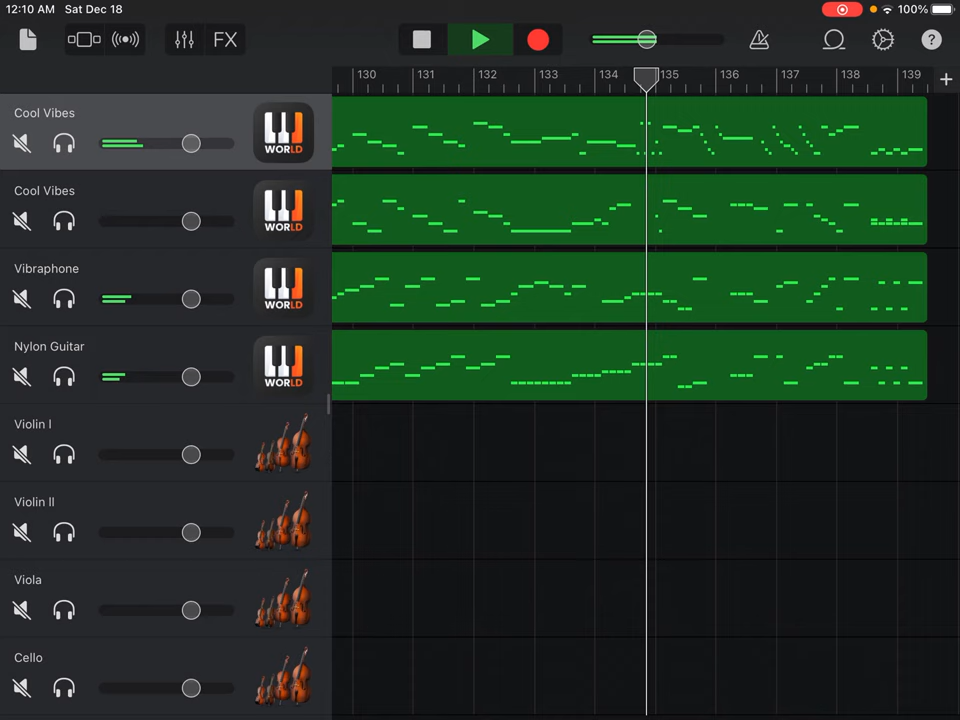 12:10 AM Sat Dec 18 100%
FX ?
130 131 132 133 134 135 136 137 138 139 +
Cool Vibes
WORLD
Cool Vibes
WORLD
Vibraphone
WORLD
Nylon Guitar
WORLD
Violin I
Violin II
Viola
Cello